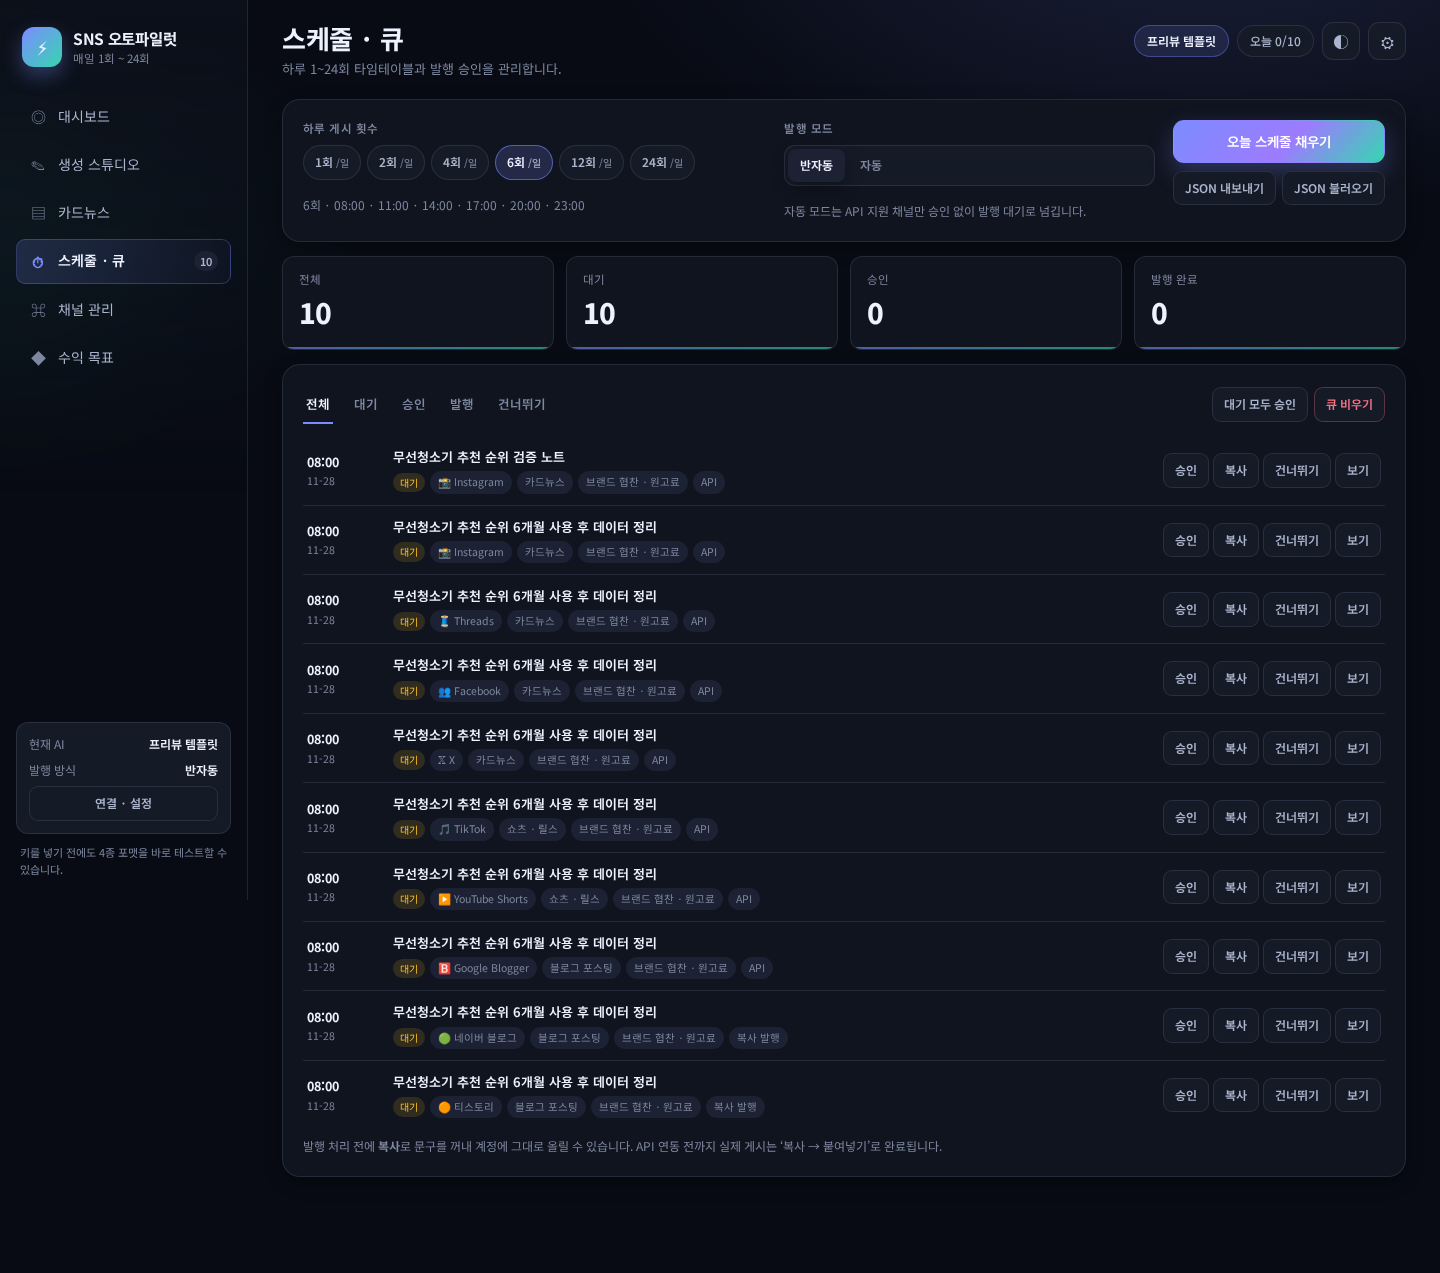 SNS 오토파일럿
매일 1회 ~ 24회
대시보드
생성 스튜디오
카드뉴스
스케줄 · 큐
10
채널 관리
수익 목표
현재 AI
프리뷰 템플릿
발행 방식
반자동
연결 · 설정
키를 넣기 전에도 4종 포맷을 바로 테스트할 수
있습니다.
스케줄 · 큐
하루 1~24회 타임테이블과 발행 승인을 관리합니다.
프리뷰 템플릿
오늘 0/10
하루 게시 횟수
1회 /일
2회 /일
4회 /일
6회 /일
12회 /일
24회 /일
6회 · 08:00 · 11:00 · 14:00 · 17:00 · 20:00 · 23:00
발행 모드
반자동
자동
자동 모드는 API 지원 채널만 승인 없이 발행 대기로 넘깁니다.
오늘 스케줄 채우기
JSON 내보내기
JSON 불러오기
전체
10
대기
10
승인
0
발행 완료
0
전체
대기
승인
발행
건너뛰기
대기 모두 승인
큐 비우기
08:00
11-28
무선청소기 추천 순위 검증 노트
대기 Instagram 카드뉴스 브랜드 협찬 · 원고료 API
승인 복사 건너뛰기 보기
08:00
11-28
무선청소기 추천 순위 6개월 사용 후 데이터 정리
대기 Instagram 카드뉴스 브랜드 협찬 · 원고료 API
승인 복사 건너뛰기 보기
08:00
11-28
무선청소기 추천 순위 6개월 사용 후 데이터 정리
대기 Threads 카드뉴스 브랜드 협찬 · 원고료 API
승인 복사 건너뛰기 보기
08:00
11-28
무선청소기 추천 순위 6개월 사용 후 데이터 정리
대기 Facebook 카드뉴스 브랜드 협찬 · 원고료 API
승인 복사 건너뛰기 보기
08:00
11-28
무선청소기 추천 순위 6개월 사용 후 데이터 정리
대기 𝕏 X 카드뉴스 브랜드 협찬 · 원고료 API
승인 복사 건너뛰기 보기
08:00
11-28
무선청소기 추천 순위 6개월 사용 후 데이터 정리
대기 TikTok 쇼츠 · 릴스 브랜드 협찬 · 원고료 API
승인 복사 건너뛰기 보기
08:00
11-28
무선청소기 추천 순위 6개월 사용 후 데이터 정리
대기 YouTube Shorts 쇼츠 · 릴스 브랜드 협찬 · 원고료 API
승인 복사 건너뛰기 보기
08:00
11-28
무선청소기 추천 순위 6개월 사용 후 데이터 정리
대기 🅱️ Google Blogger 블로그 포스팅 브랜드 협찬 · 원고료 API
승인 복사 건너뛰기 보기
08:00
11-28
무선청소기 추천 순위 6개월 사용 후 데이터 정리
대기 네이버 블로그 블로그 포스팅 브랜드 협찬 · 원고료 복사 발행
승인 복사 건너뛰기 보기
08:00
11-28
무선청소기 추천 순위 6개월 사용 후 데이터 정리
대기 티스토리 블로그 포스팅 브랜드 협찬 · 원고료 복사 발행
승인 복사 건너뛰기 보기
발행 처리 전에 복사로 문구를 꺼내 계정에 그대로 올릴 수 있습니다. API 연동 전까지 실제 게시는 ‘복사 → 붙여넣기’로 완료됩니다.